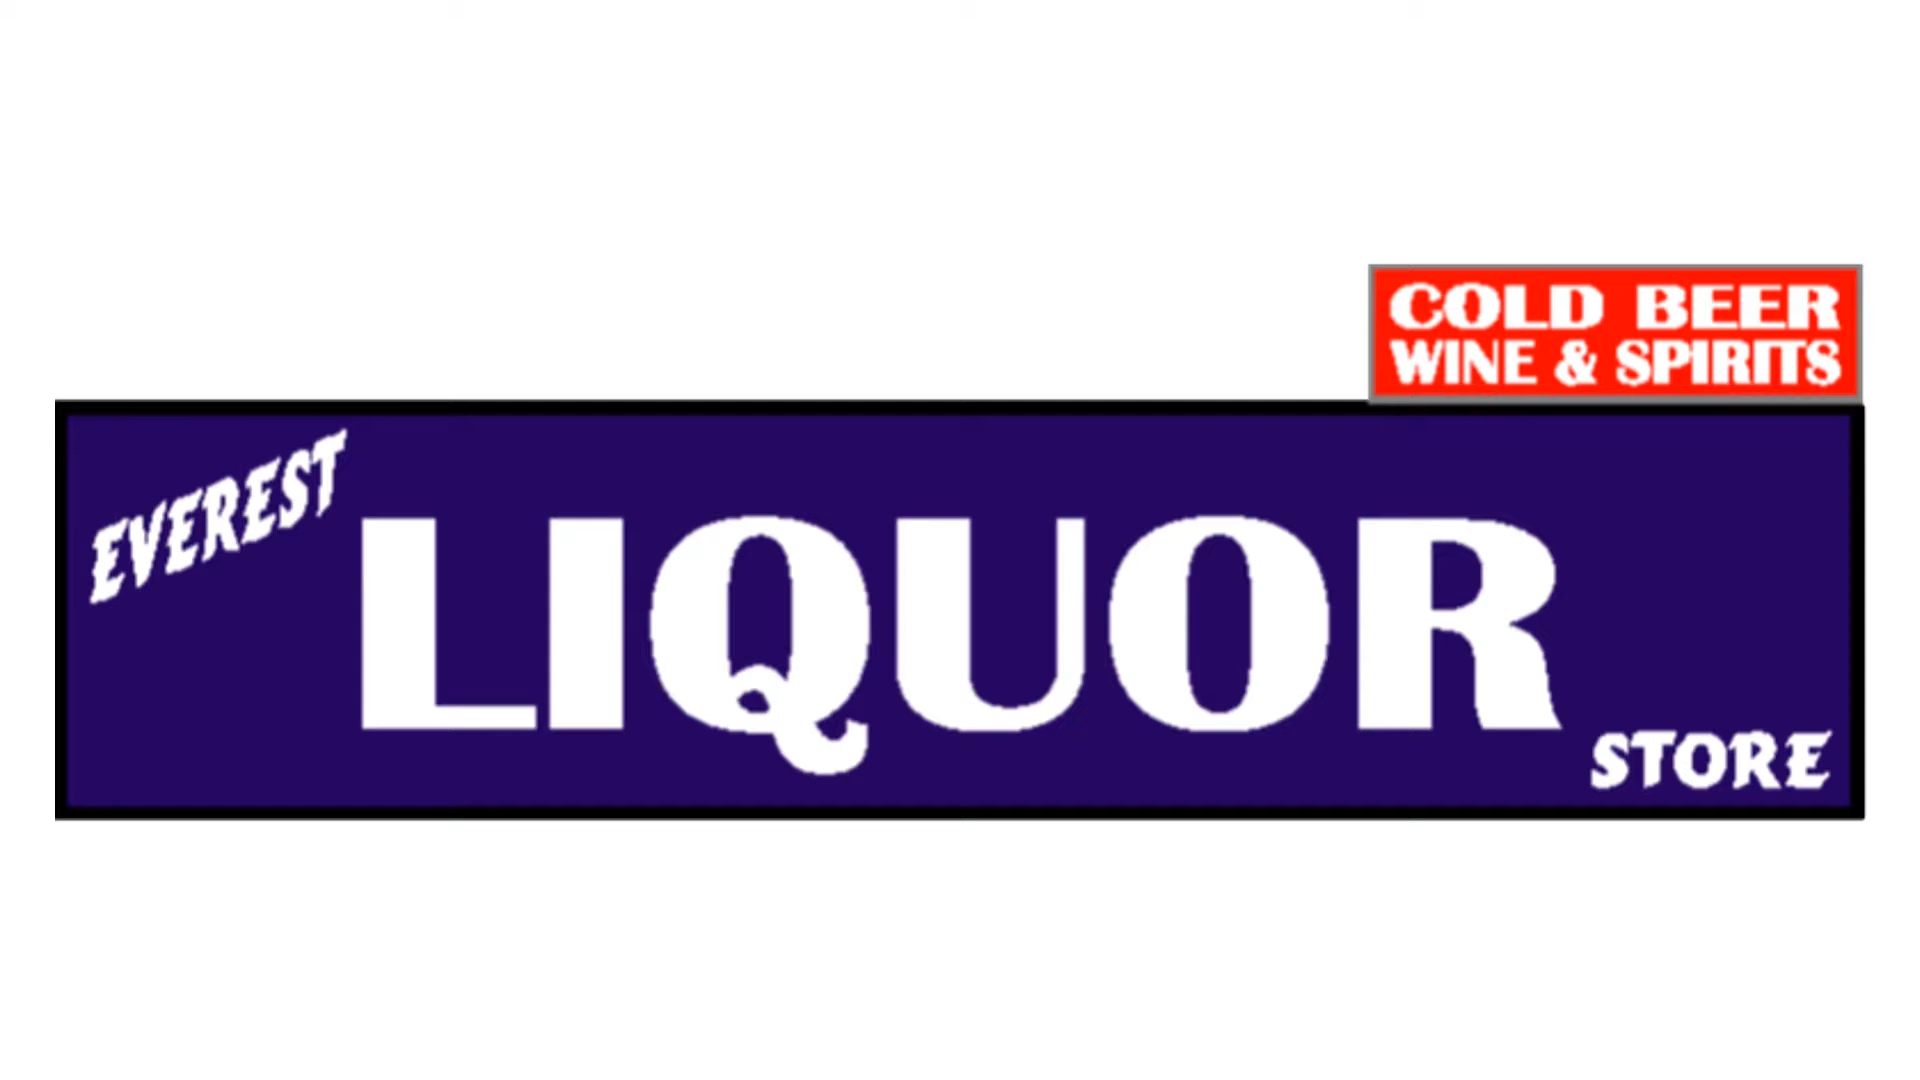 COLD BEER
WINE & SPIRITS
EVEREST
LIQUOR
STORE